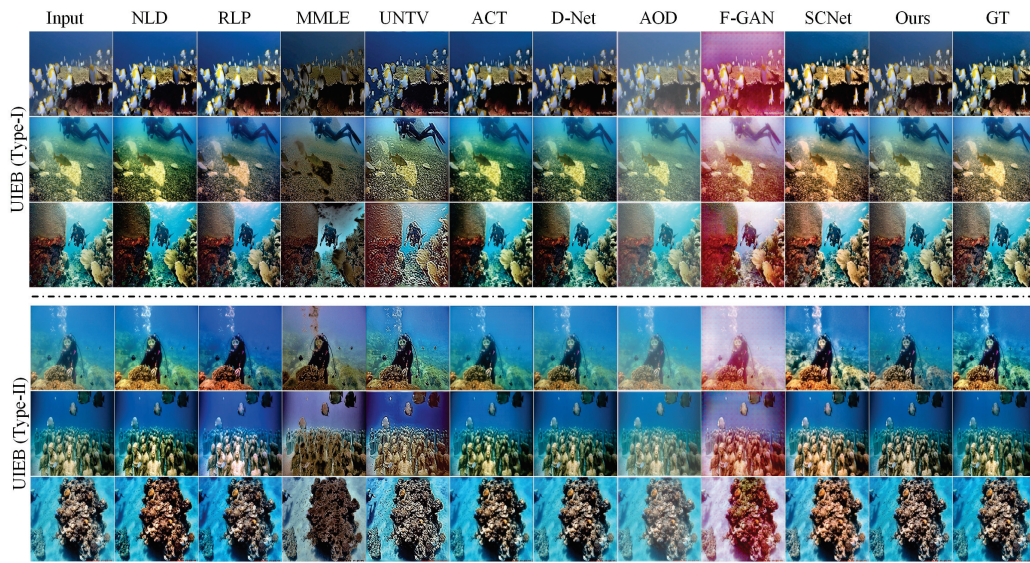 Input NLD RLP MMLE UNTV ACT D-Net AOD F-GAN SCNet Ours GT
UIEB (Type-I)
UIEB (Type-II)